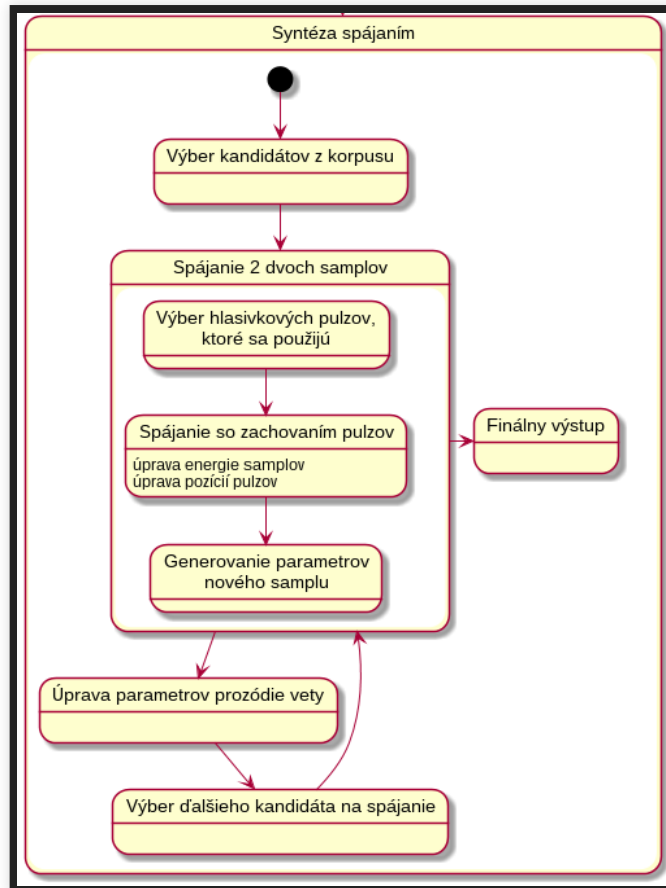 Syntéza spájaním
Výber kandidátov z korpusu
Spájanie 2 dvoch samplov
Výber hlasivkových pulzov,
ktoré sa použijú
Spájanie so zachovaním pulzov
úprava energie samplov
úprava pozícií pulzov
Generovanie parametrov
nového samplu
Finálny výstup
Úprava parametrov prozódie vety
Výber ďalšieho kandidáta na spájanie